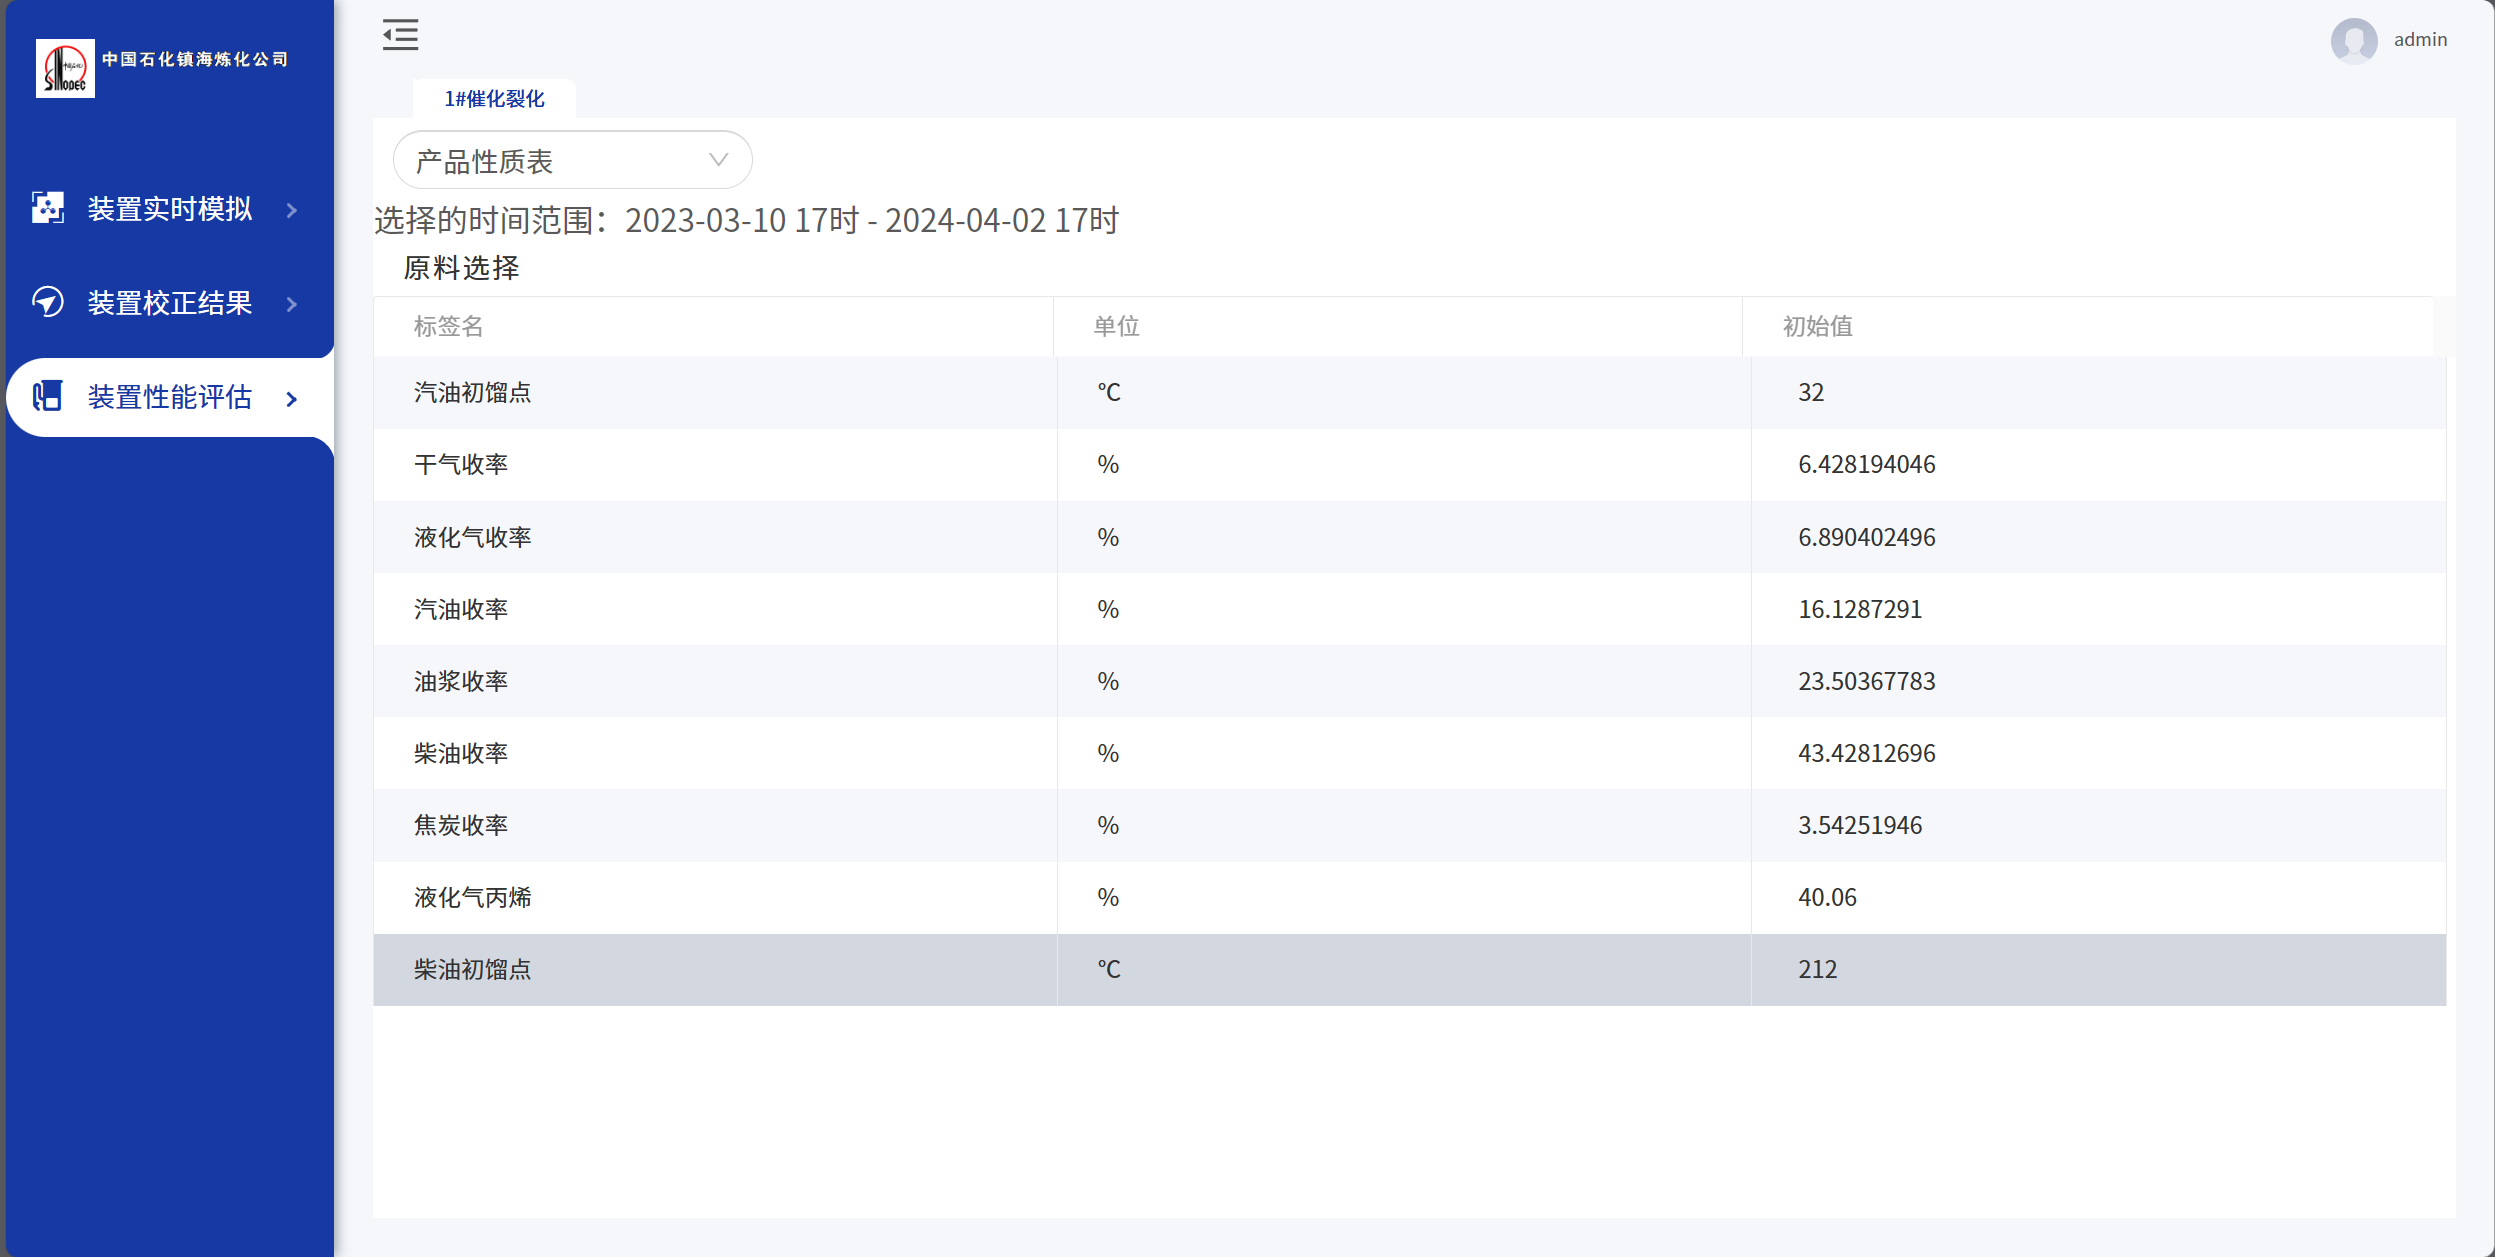 中国石化镇海炼化公司
SINOPEC
装置实时模拟
装置校正结果
装置性能评估
admin
1#催化裂化
产品性质表
选择的时间范围：2023-03-10 17时 - 2024-04-02 17时
原料选择
标签名 单位 初始值
汽油初馏点 ℃ 32
干气收率 % 6.428194046
液化气收率 % 6.890402496
汽油收率 % 16.1287291
油浆收率 % 23.50367783
柴油收率 % 43.42812696
焦炭收率 % 3.54251946
液化气丙烯 % 40.06
柴油初馏点 ℃ 212